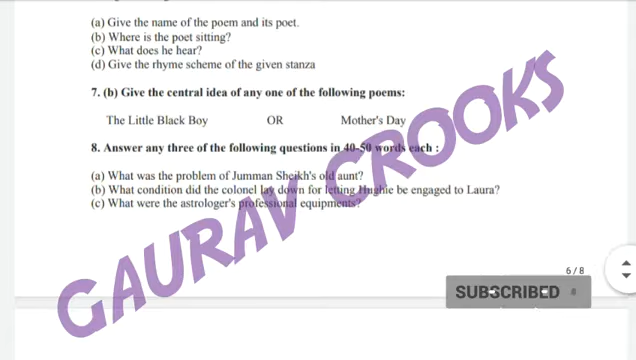 (a) Give the name of the poem and its poet.
(b) Where is the poet sitting?
(c) What does he hear?
(d) Give the rhyme scheme of the given stanza
7. (b) Give the central idea of any one of the following poems:
The Little Black Boy OR Mother's Day
8. Answer any three of the following questions in 40-50 words each :
(a) What was the problem of Jumman Sheikh's old aunt?
(b) What condition did the colonel lay down for letting Hughie be engaged to Laura?
(c) What were the astrologer's professional equipments?
GAURAV CROOKS
6 / 8
SUBSCRIBED